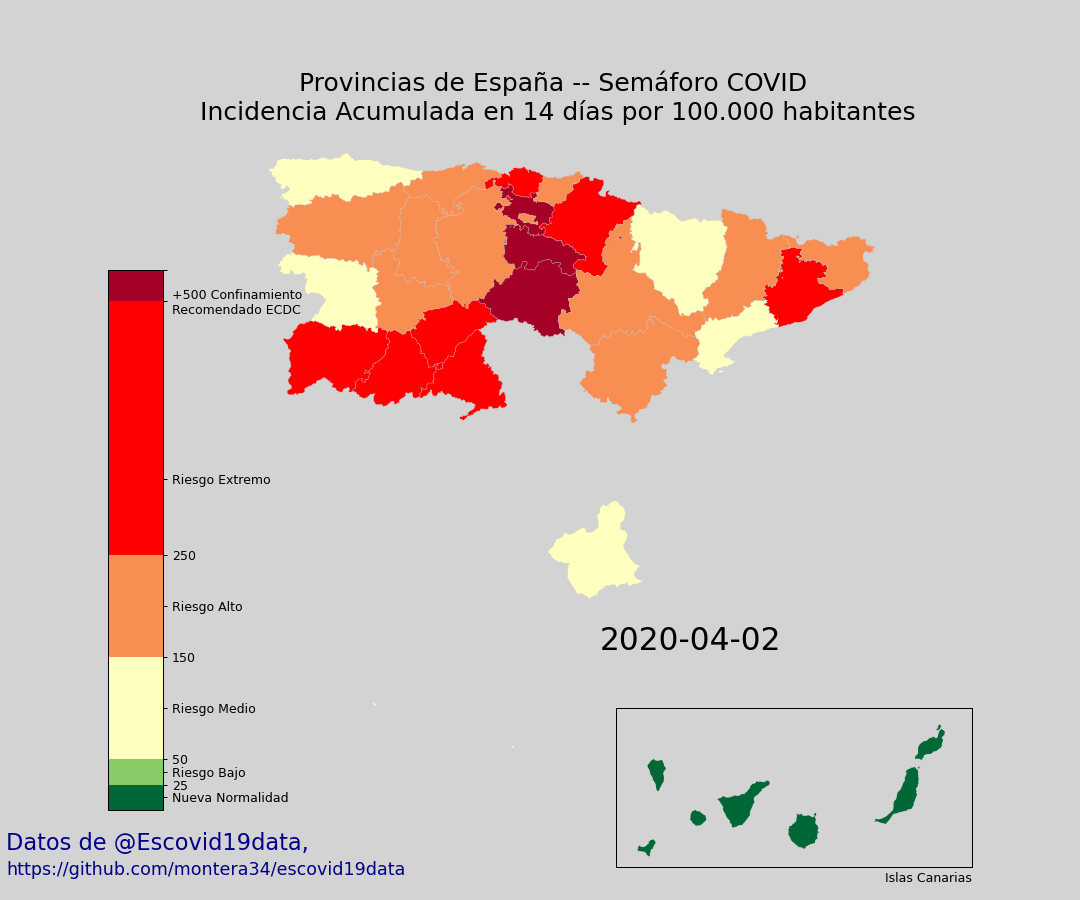 Provincias de España -- Semáforo COVID
Incidencia Acumulada en 14 días por 100.000 habitantes
+500 Confinamiento
Recomendado ECDC
Riesgo Extremo
250
Riesgo Alto
150
Riesgo Medio
50
Riesgo Bajo
25
Nueva Normalidad
2020-04-02
Islas Canarias
Datos de @Escovid19data,
https://github.com/montera34/escovid19data